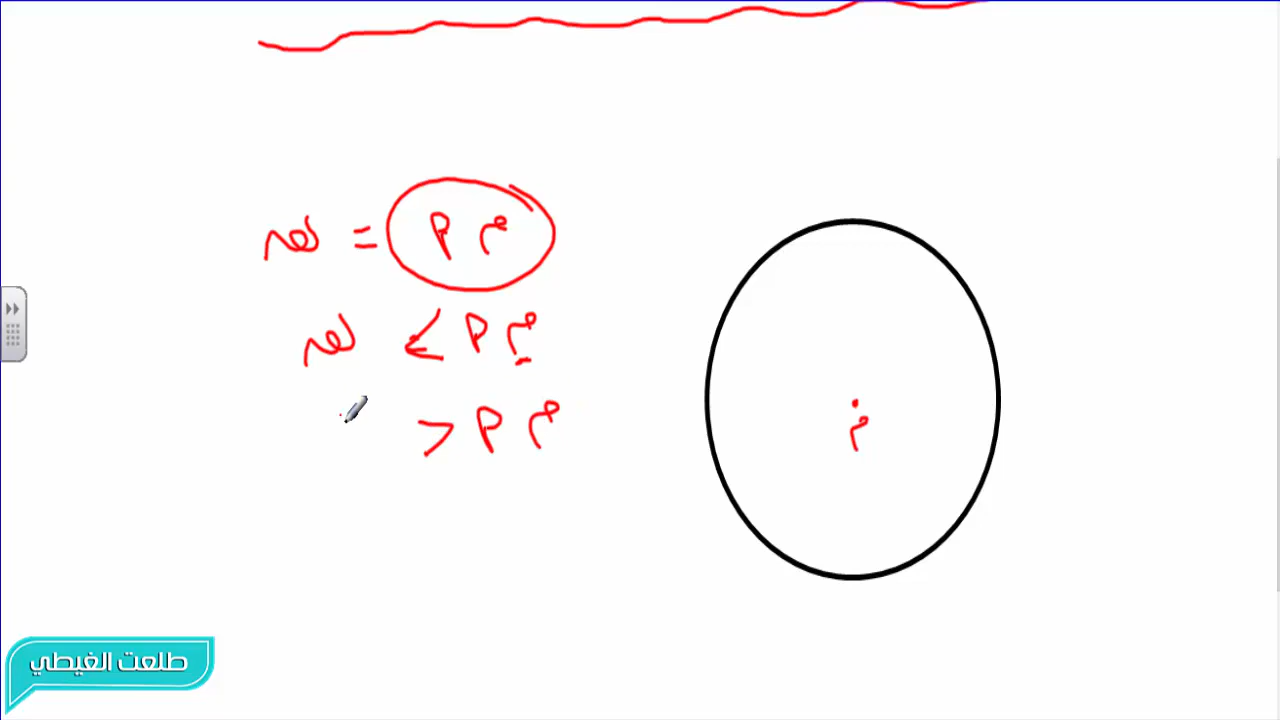 م أ = نق
م أ > نق
م أ <
م
طلعت الغيطي